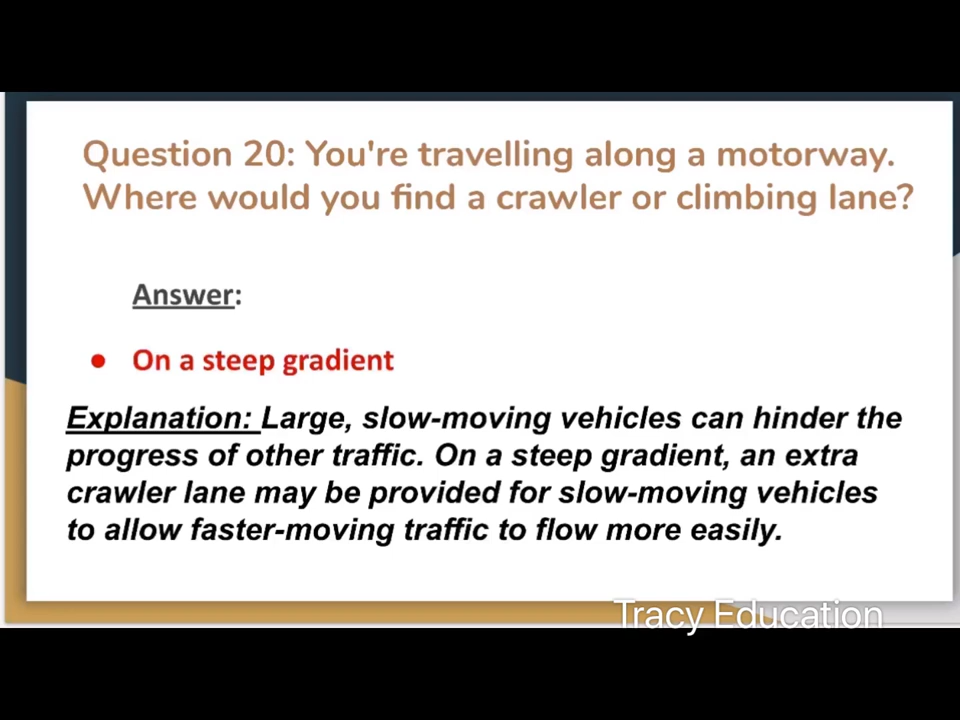 Question 20: You're travelling along a motorway.
Where would you find a crawler or climbing lane?
Answer:
● On a steep gradient
Explanation: Large, slow-moving vehicles can hinder the
progress of other traffic. On a steep gradient, an extra
crawler lane may be provided for slow-moving vehicles
to allow faster-moving traffic to flow more easily.
Tracy Education